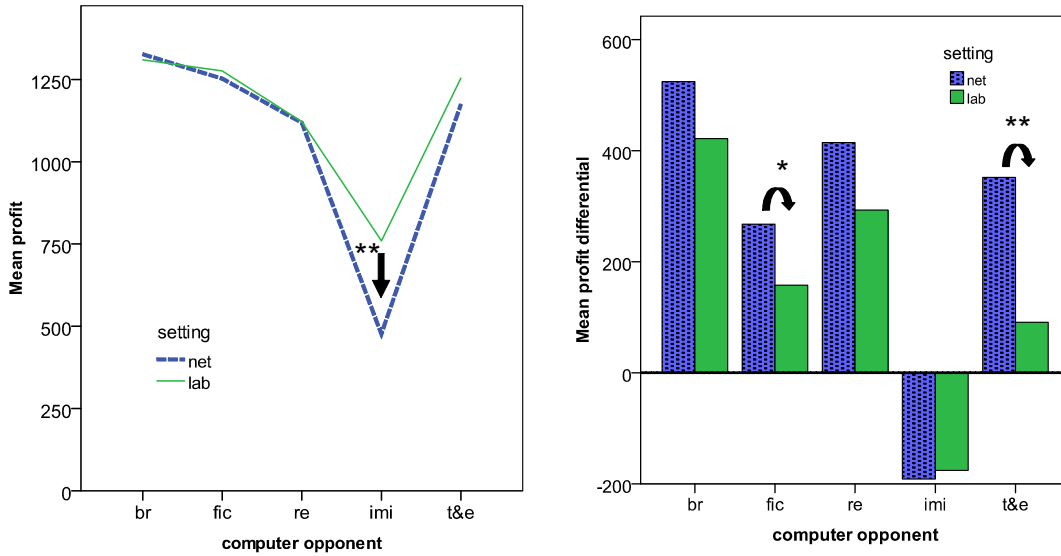 Mean profit
1250
1000
750
500
250
0
**
setting
net
lab
br fic re imi t&e
computer opponent
Mean profit differential
600
400
200
0
-200
setting
net
lab
*
**
br fic re imi t&e
computer opponent